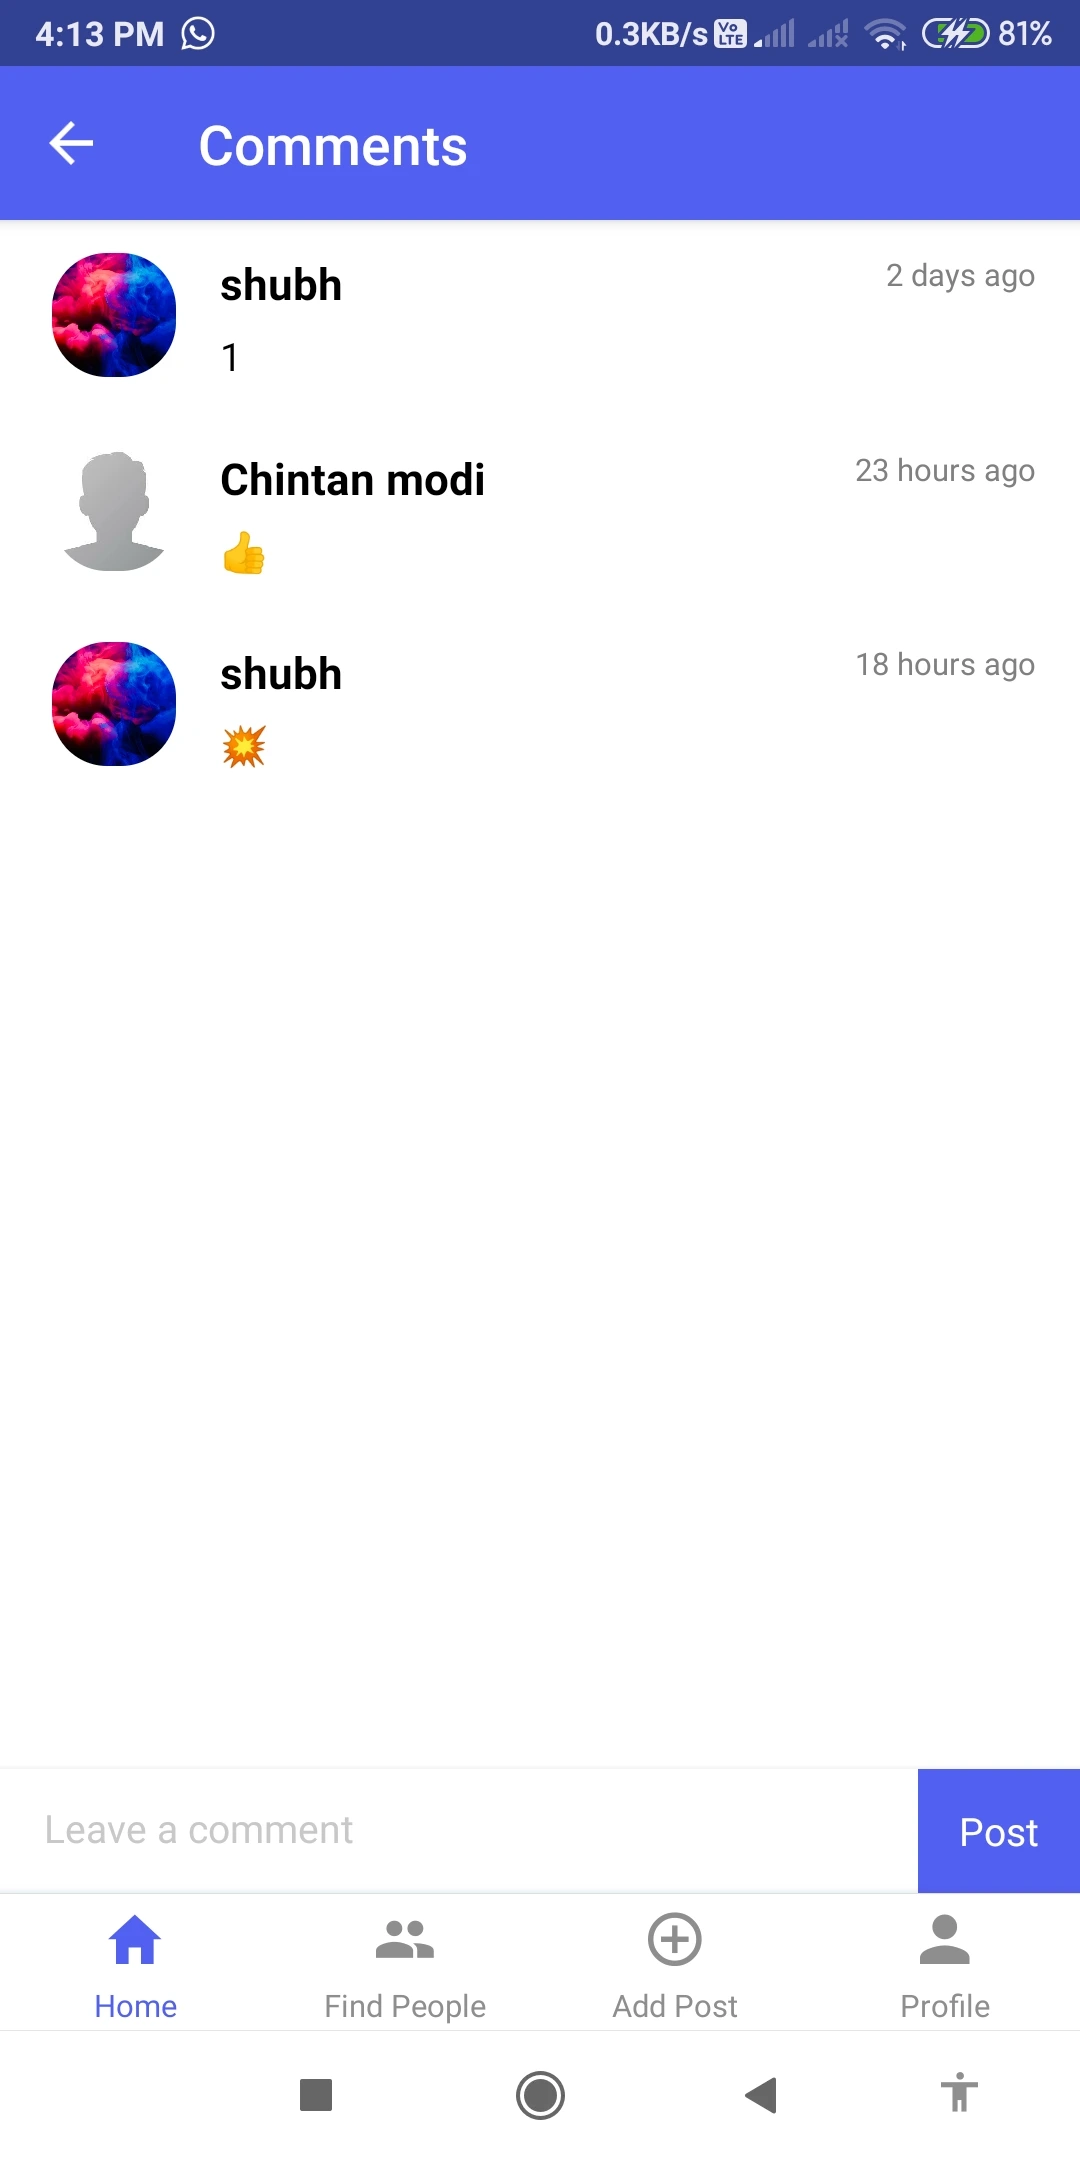 4:13 PM 0.3KB/s Vo LTE 81%
Comments
shubh 2 days ago
1
Chintan modi 23 hours ago
👍
shubh 18 hours ago
💥
Leave a comment Post
Home Find People Add Post Profile